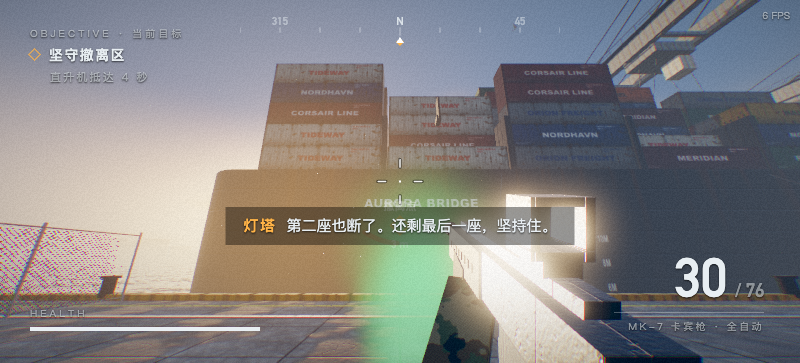 315 N 45
6 FPS
OBJECTIVE · 当前目标
坚守撤离区
直升机抵达 4 秒
TIDEWAY
NORDHAVN
CORSAIR LINE
TIDEWAY
TIDEWAY
TIDEWAY
CORSAIR LINE
TIDEWAY
CORSAIR LINE
CORSAIR LINE
NORDHAVN
MERIDIAN
AURORA BRIDGE
灯塔 第二座也断了。还剩最后一座，坚持住。
30 / 76
HEALTH
MK-7 卡宾枪 · 全自动